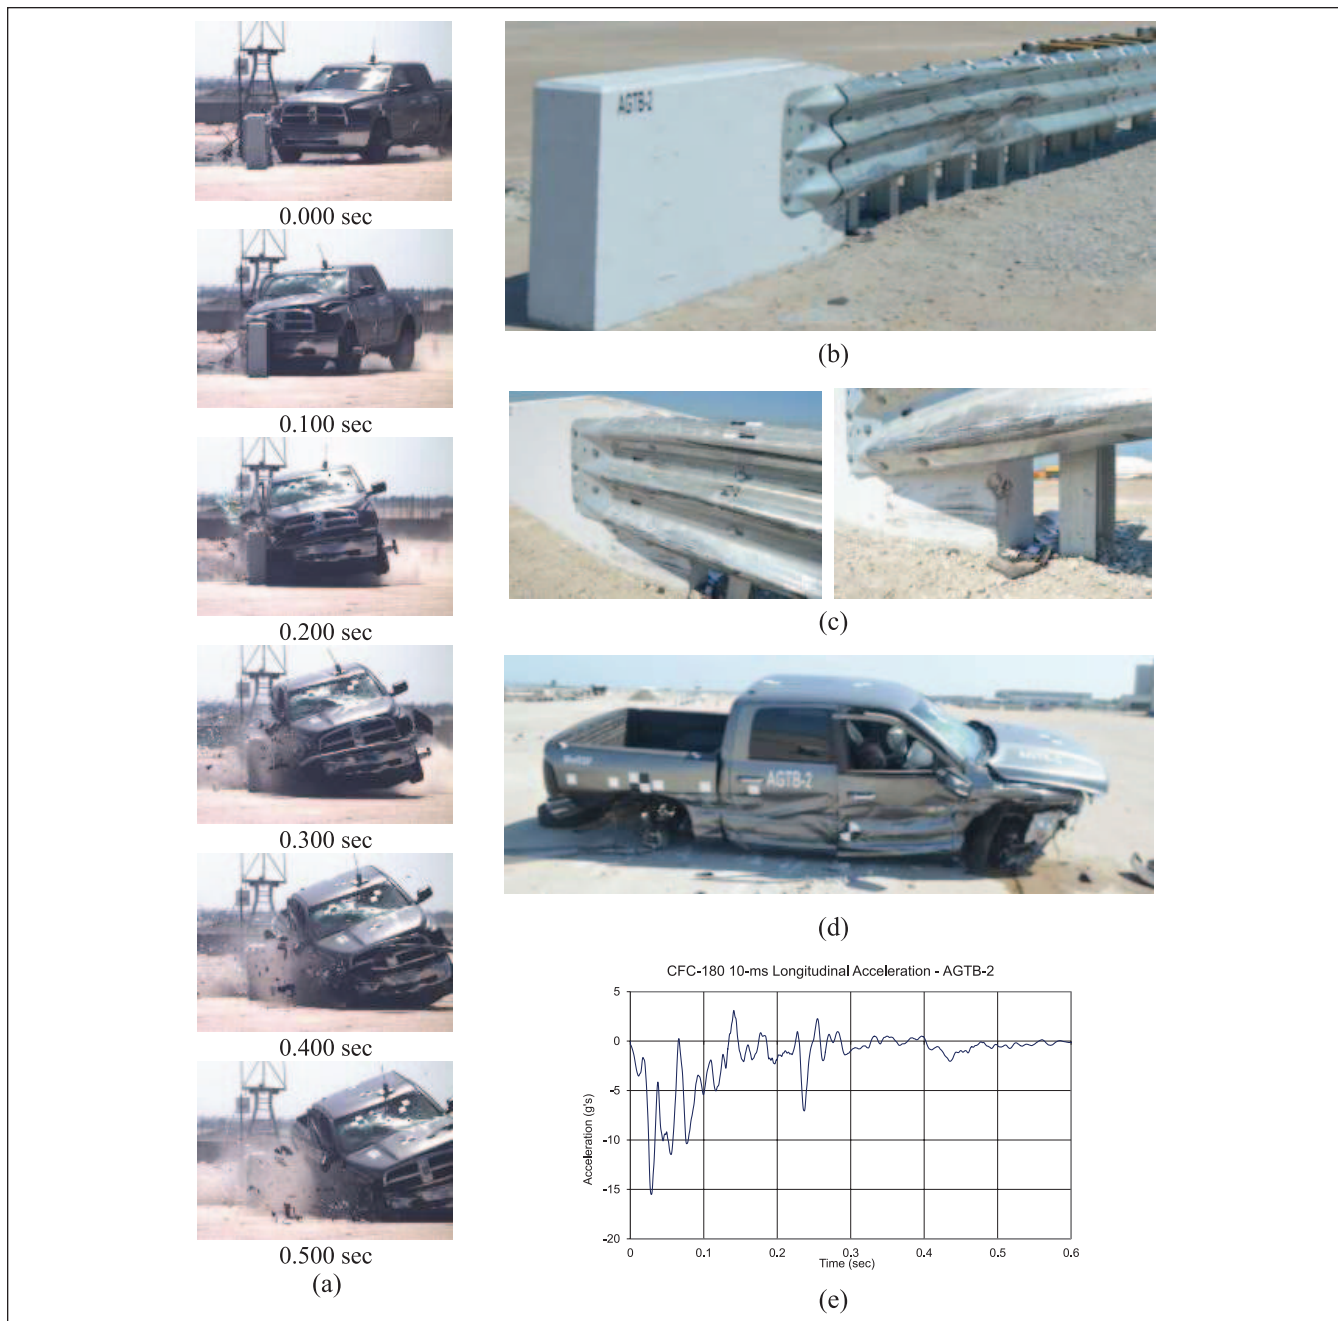 0.000 sec
0.100 sec
0.200 sec
0.300 sec
0.400 sec
0.500 sec
(a)
AGTB-2
(b)
(c)
AGTB-2
(d)
CFC-180 10-ms Longitudinal Acceleration - AGTB-2
Acceleration (g's)
5
0
-5
-10
-15
-20
0 0.1 0.2 0.3 0.4 0.5 0.6
Time (sec)
(e)